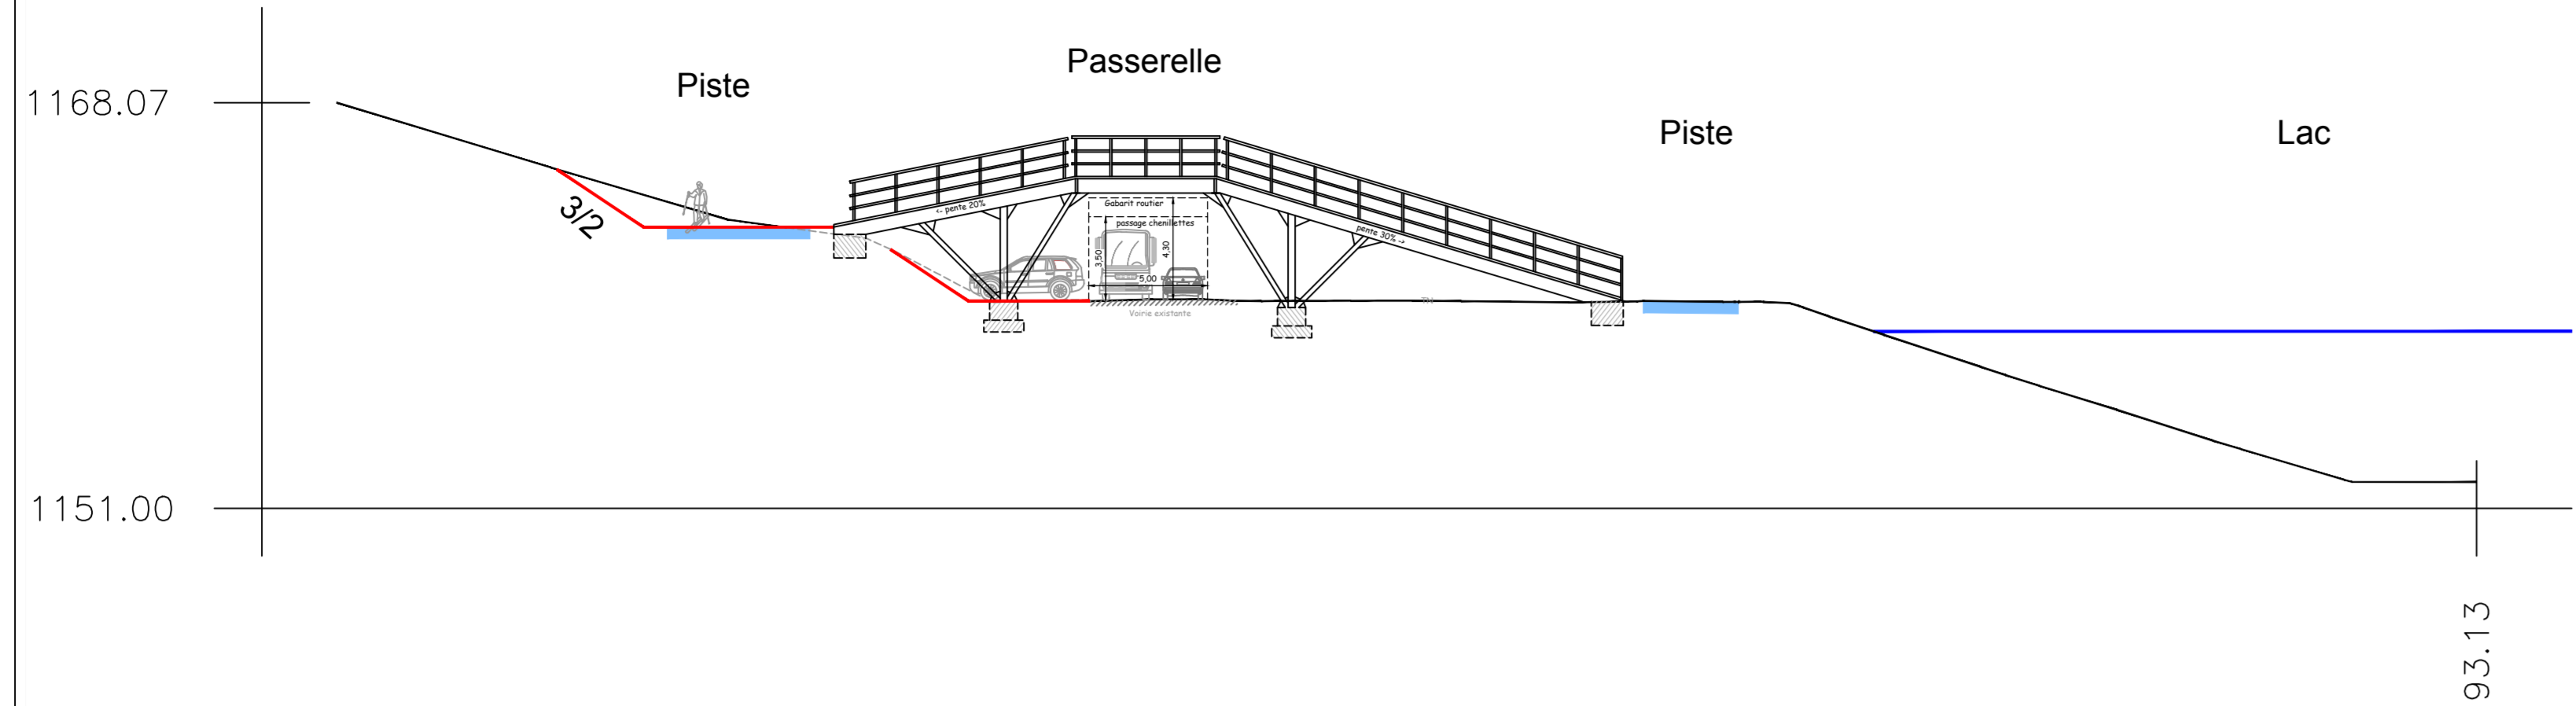 Passerelle
Piste
1168.07
Piste
Lac
3/2
<- pente 20%
Gabarit routier
passage chenillettes
pente 30% ->
3,50
4,30
5,00
TN
Voirie existante
1151.00
93.13